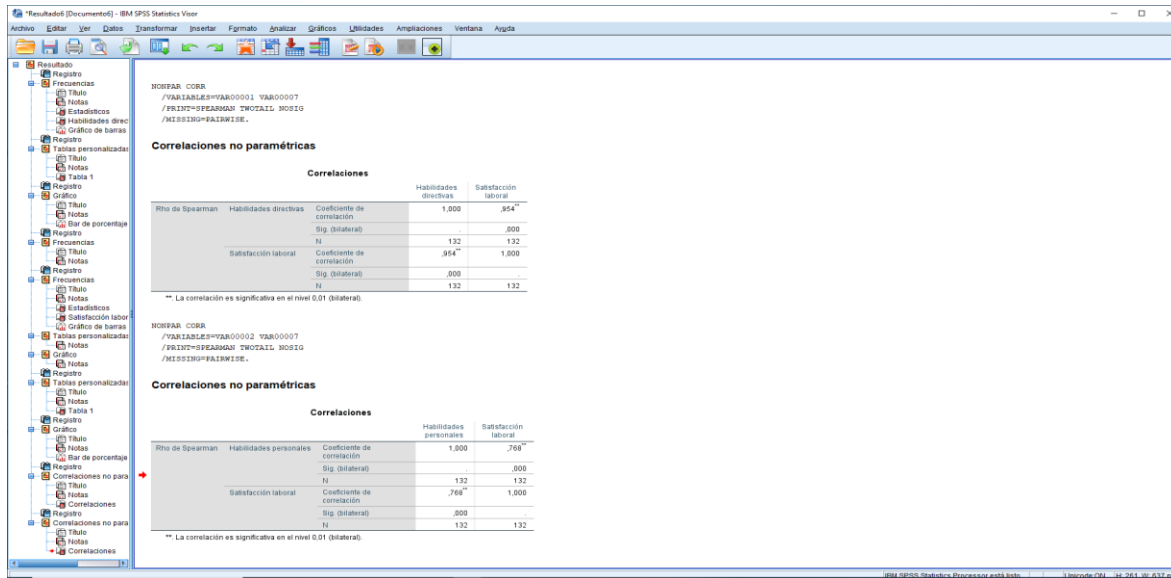 *Resultado6 [Documento6] - IBM SPSS Statistics Visor
Archivo Editar Ver Datos Transformar Insertar Formato Analizar Gráficos Utilidades Ampliaciones Ventana Ayuda
Resultado
Registro
Frecuencias
Título
Notas
Estadísticos
Habilidades direc
Gráfico de barras
Registro
Tablas personalizadas
Título
Notas
Tabla 1
Registro
Gráfico
Título
Notas
Bar de porcentaje
Registro
Frecuencias
Título
Notas
Registro
Frecuencias
Título
Notas
Estadísticos
Satisfacción labor
Gráfico de barras
Tablas personalizadas
Notas
Gráfico
Notas
Registro
Tablas personalizadas
Título
Notas
Tabla 1
Registro
Gráfico
Título
Notas
Bar de porcentaje
Registro
Correlaciones no para
Título
Notas
Correlaciones
Registro
Correlaciones no para
Título
Notas
Correlaciones
NONPAR CORR
/VARIABLES=VAR00001 VAR00007
/PRINT=SPEARMAN TWOTAIL NOSIG
/MISSING=PAIRWISE.
Correlaciones no paramétricas
Correlaciones
Habilidades directivas Satisfacción laboral
Rho de Spearman Habilidades directivas Coeficiente de correlación 1,000 ,954**
Sig. (bilateral) . ,000
N 132 132
Satisfacción laboral Coeficiente de correlación ,954** 1,000
Sig. (bilateral) ,000 .
N 132 132
**. La correlación es significativa en el nivel 0,01 (bilateral).
NONPAR CORR
/VARIABLES=VAR00002 VAR00007
/PRINT=SPEARMAN TWOTAIL NOSIG
/MISSING=PAIRWISE.
Correlaciones no paramétricas
Correlaciones
Habilidades personales Satisfacción laboral
Rho de Spearman Habilidades personales Coeficiente de correlación 1,000 ,768**
Sig. (bilateral) . ,000
N 132 132
Satisfacción laboral Coeficiente de correlación ,768** 1,000
Sig. (bilateral) ,000 .
N 132 132
**. La correlación es significativa en el nivel 0,01 (bilateral).
IBM SPSS Statistics Processor está listo Unicode:ON H: 261, W: 637 p